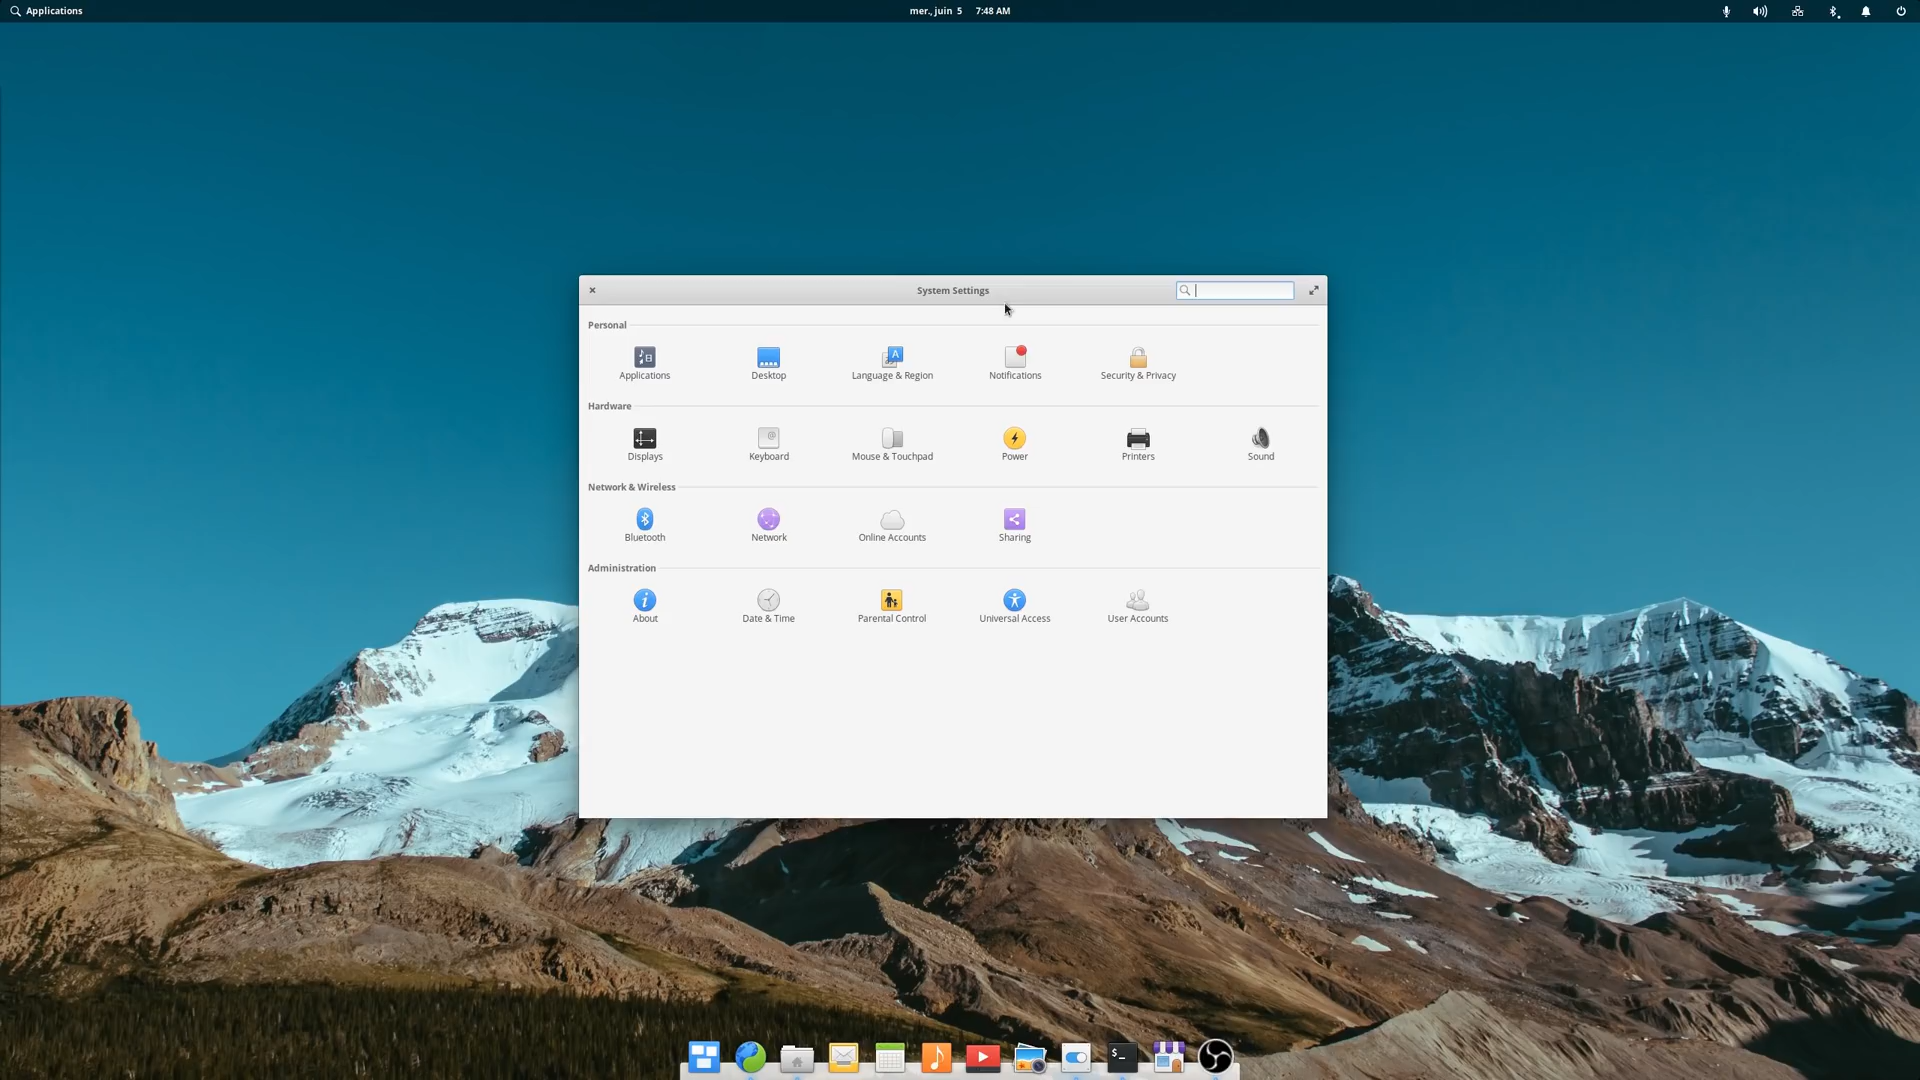 Applications
mer., juin 5 7:48 AM
System Settings
Personal
Applications
Desktop
Language & Region
Notifications
Security & Privacy
Hardware
Displays
Keyboard
Mouse & Touchpad
Power
Printers
Sound
Network & Wireless
Bluetooth
Network
Online Accounts
Sharing
Administration
About
Date & Time
Parental Control
Universal Access
User Accounts